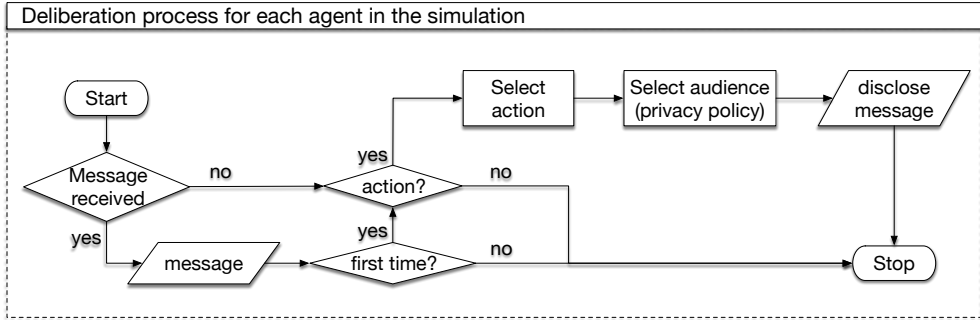 Deliberation process for each agent in the simulation
Start
Select
action
Select audience
(privacy policy)
disclose
message
yes
Message
received
no
action?
no
yes
message
yes
first time?
no
Stop